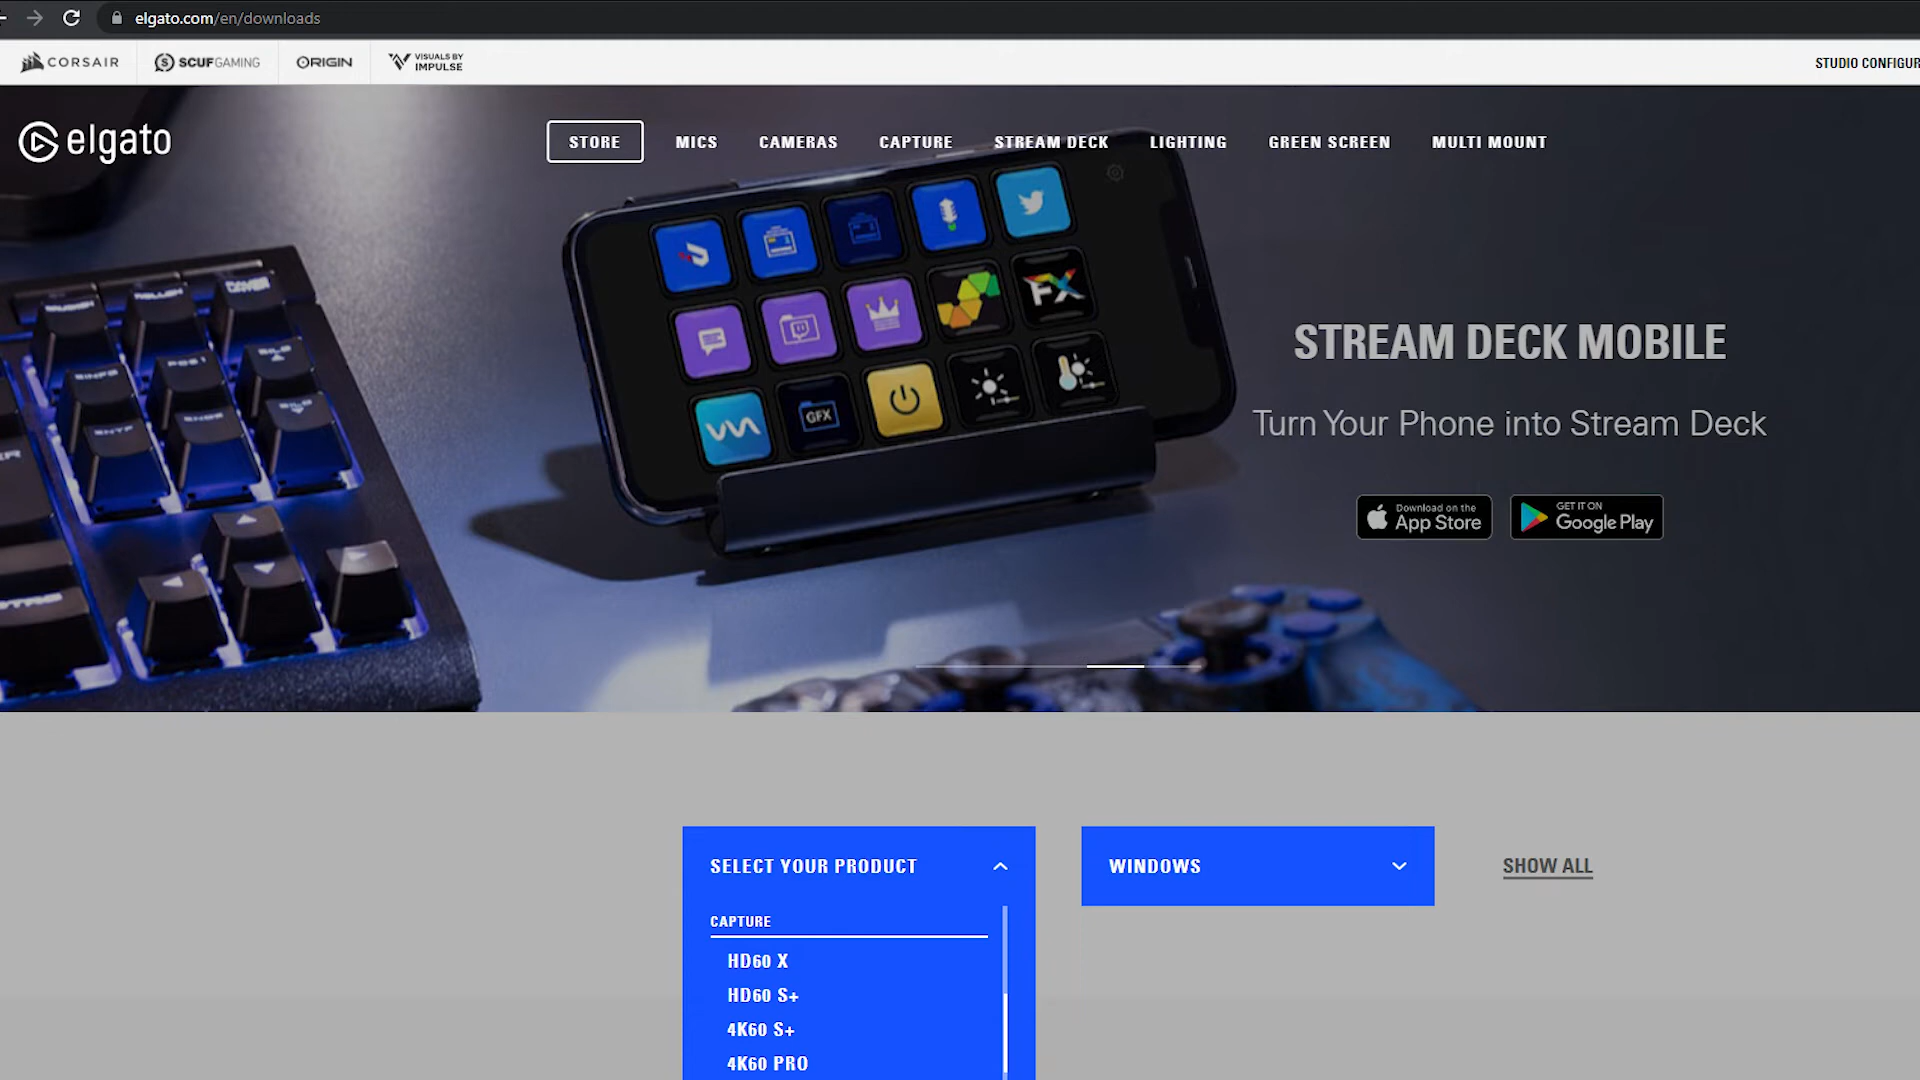 elgato.com/en/downloads
CORSAIR
SCUFGAMING
ORIGIN
VISUALS BY
IMPULSE
STUDIO CONFIGUR
elgato
STORE
MICS
CAMERAS
CAPTURE
STREAM DECK
LIGHTING
GREEN SCREEN
MULTI MOUNT
FX
GFX
STREAM DECK MOBILE
Turn Your Phone into Stream Deck
Download on the
App Store
GET IT ON
Google Play
SELECT YOUR PRODUCT
WINDOWS
SHOW ALL
CAPTURE
HD60 X
HD60 S+
4K60 S+
4K60 PRO